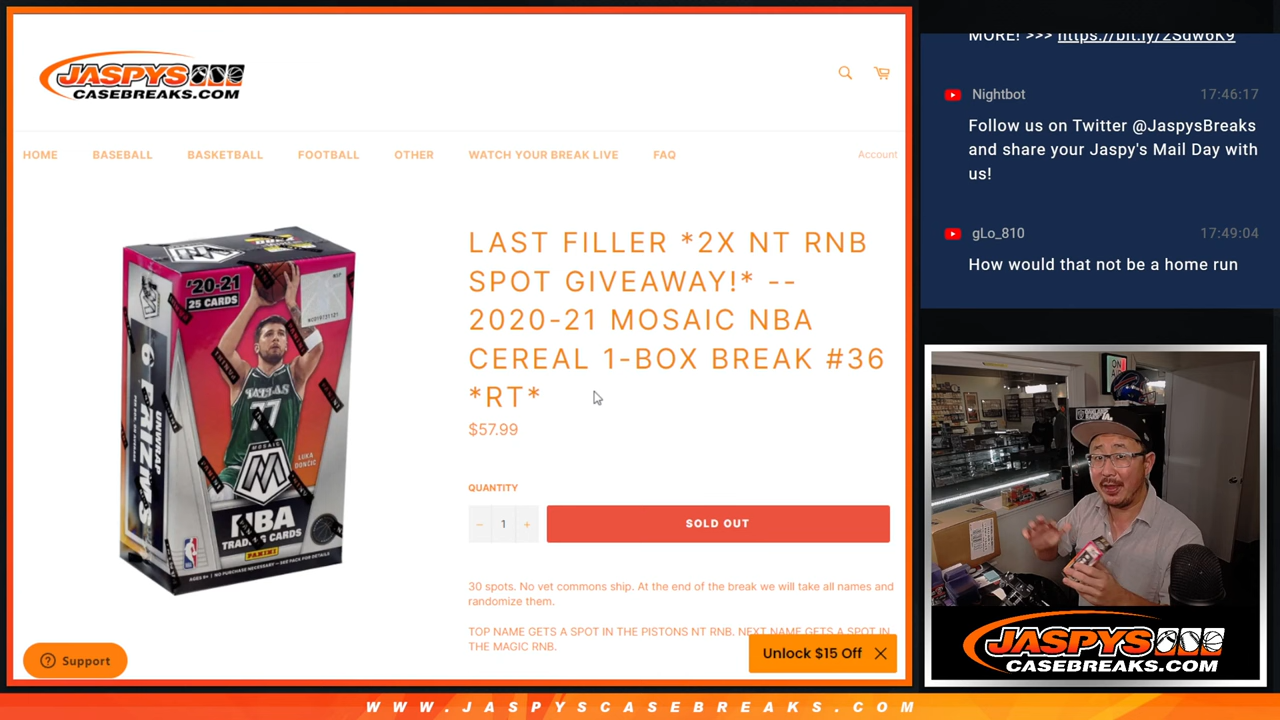 JASPYS
CASEBREAKS.COM
HOME BASEBALL BASKETBALL FOOTBALL OTHER WATCH YOUR BREAK LIVE FAQ Account
'20-21
25 CARDS
LUKA
DONCIC
MOSAIC
NBA
TRADING CARDS
PANINI
LAST FILLER *2X NT RNB
SPOT GIVEAWAY!* --
2020-21 MOSAIC NBA
CEREAL 1-BOX BREAK #36
*RT*
$57.99
QUANTITY
− 1 +
SOLD OUT
30 spots. No vet commons ship. At the end of the break we will take all names and
randomize them.
TOP NAME GETS A SPOT IN THE PISTONS NT RNB. NEXT NAME GETS A SPOT IN
THE MAGIC RNB.
Support
Unlock $15 Off
MORE! >>> https://bit.ly/2Sdw6K9
Nightbot 17:46:17
Follow us on Twitter @JaspysBreaks
and share your Jaspy's Mail Day with
us!
gLo_810 17:49:04
How would that not be a home run
JASPYS
CASEBREAKS.COM
WWW.JASPYSCASEBREAKS.COM